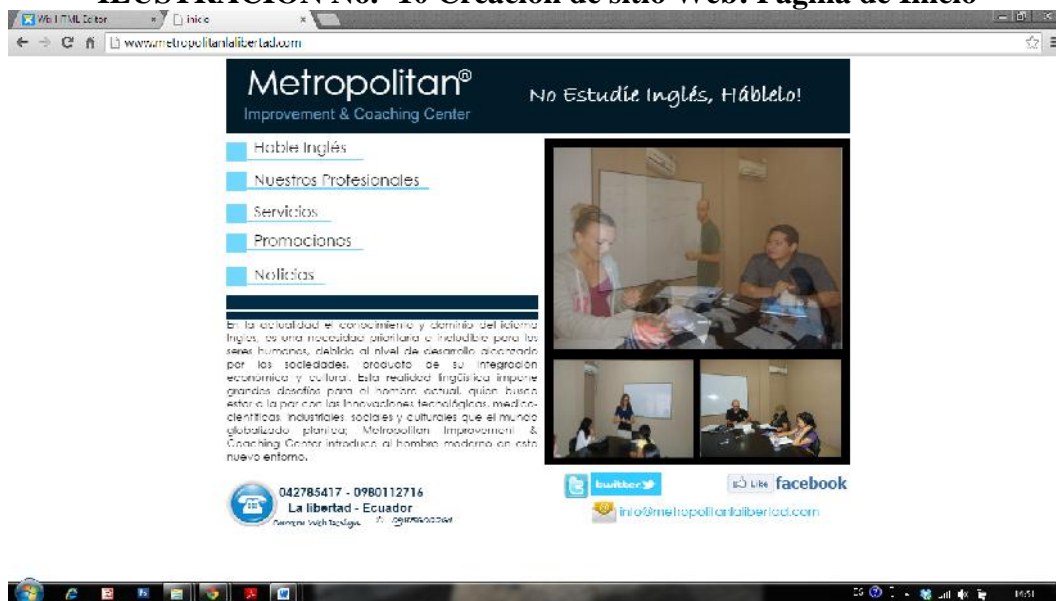 ILUSTRACIÓN No. 10 Creación de sitio Web: Página de Inicio
Wix HTML Editor
inicio
www.metropolitanlalibertad.com
Metropolitan®
Improvement & Coaching Center
No Estudie Inglés, Háblelo!
Hable Inglés
Nuestros Profesionales
Servicios
Promociones
Noticias
En la actualidad el conocimiento y dominio del idioma
Ingles, es una necesidad prioritaria e ineludible para los
seres humanos, debido al nivel de desarrollo alcanzado
por las sociedades, producto de su integración
económica y cultural. Esta realidad lingüística impone
grandes desafíos para el hombre actual, quien busca
estar a la par con las innovaciones tecnológicas, medico-
científicas, industriales, sociales y culturales que el mundo
globalizado plantea; Metropolitan Improvement &
Coaching Center introduce al hombre moderno en este
nuevo entorno.
042785417 - 0980112716
La libertad - Ecuador
twitter
Like facebook
info@metropolitanlalibertad.com
ES
16:51